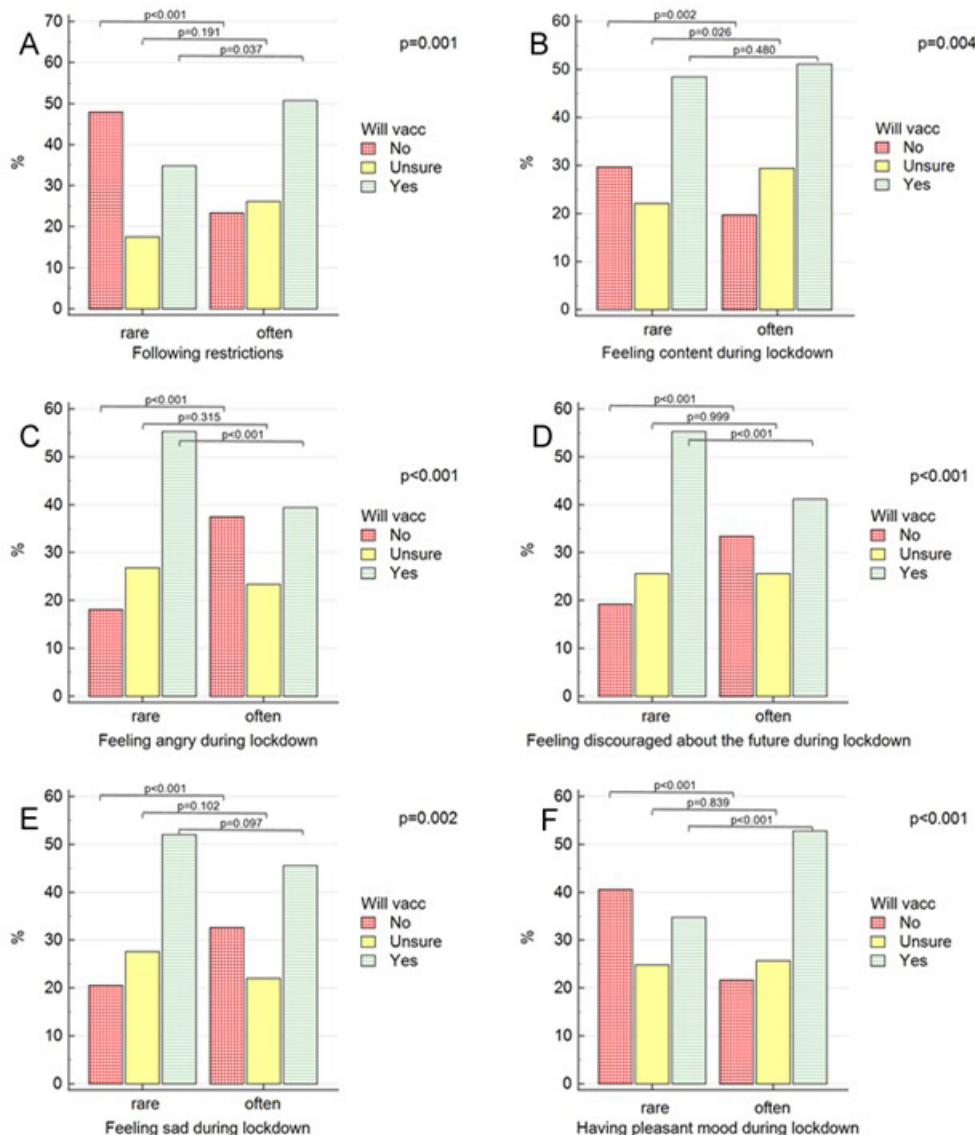 A
p<0.001
p=0.191
p=0.037
p=0.001
70
60
50
40
30
20
10
0
%
Will vacc
No
Unsure
Yes
rare
often
Following restrictions
B
p=0.002
p=0.026
p=0.480
p=0.004
60
50
40
30
20
10
0
%
Will vacc
No
Unsure
Yes
rare
often
Feeling content during lockdown
C
p<0.001
p=0.315
p<0.001
p<0.001
60
50
40
30
20
10
0
%
Will vacc
No
Unsure
Yes
rare
often
Feeling angry during lockdown
D
p<0.001
p=0.999
p<0.001
p<0.001
60
50
40
30
20
10
0
%
Will vacc
No
Unsure
Yes
rare
often
Feeling discouraged about the future during lockdown
E
p<0.001
p=0.102
p=0.097
p=0.002
60
50
40
30
20
10
0
%
Will vacc
No
Unsure
Yes
rare
often
Feeling sad during lockdown
F
p<0.001
p=0.839
p<0.001
p<0.001
60
50
40
30
20
10
0
%
Will vacc
No
Unsure
Yes
rare
often
Having pleasant mood during lockdown